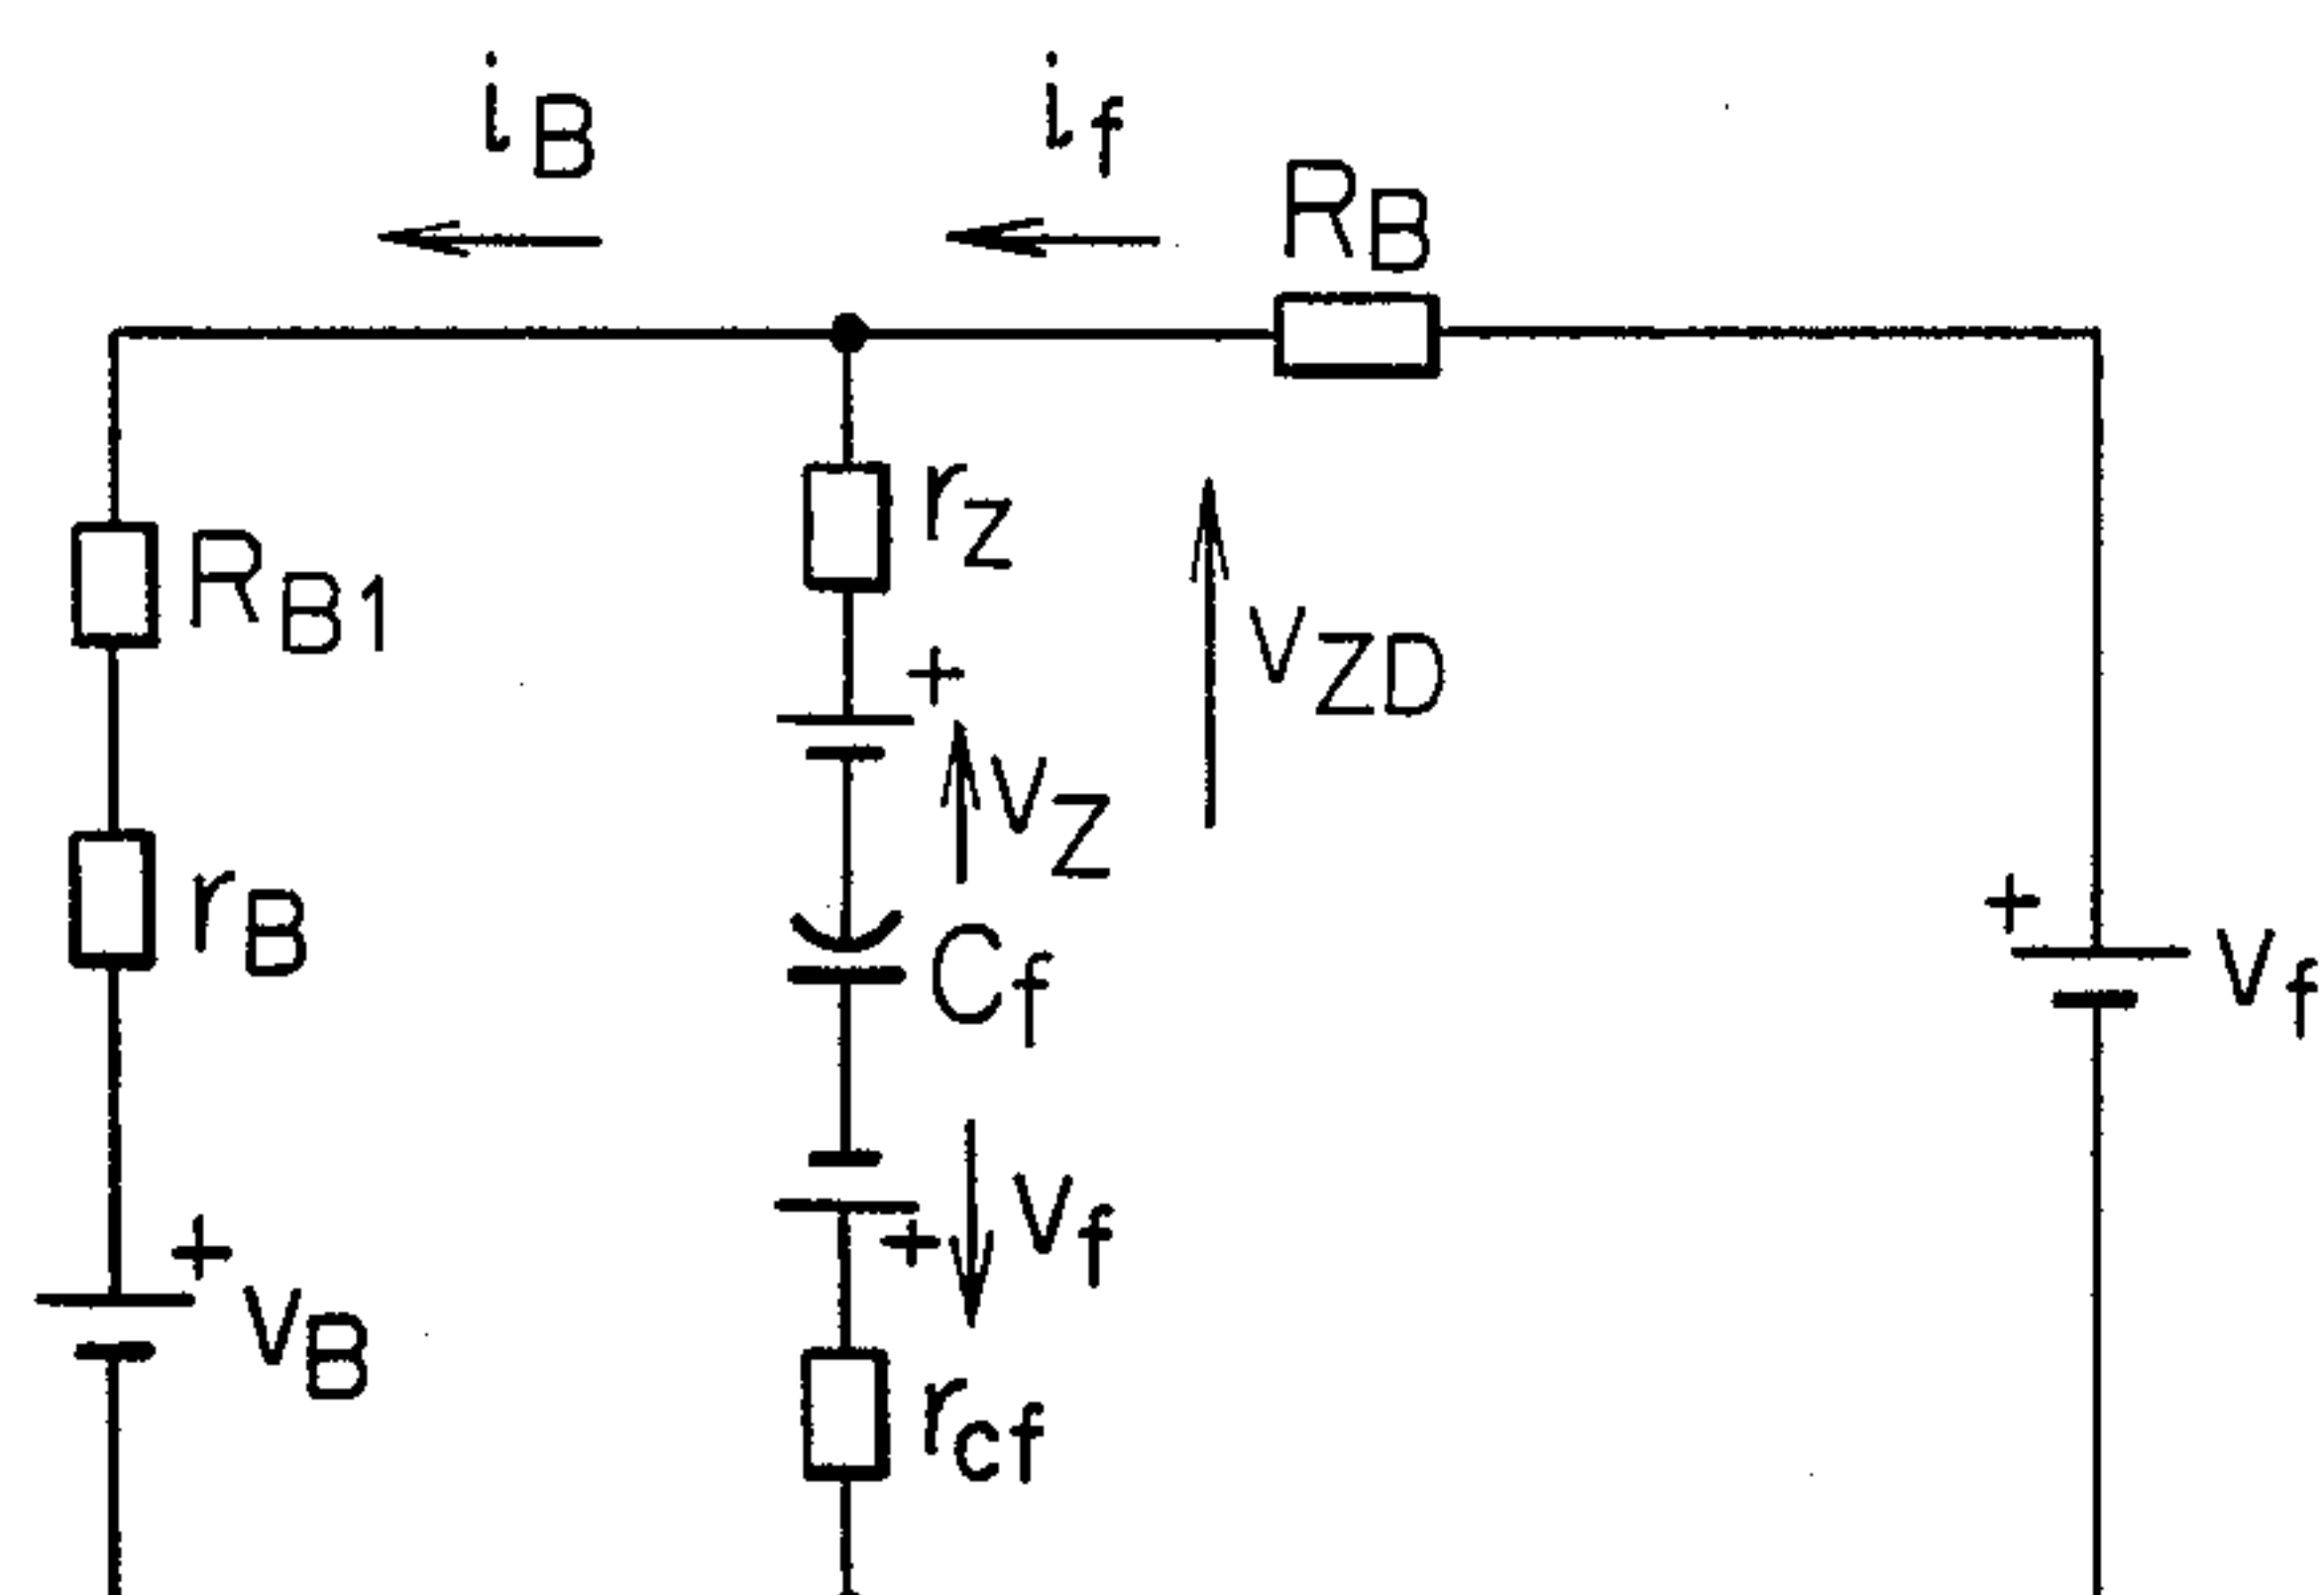 iB
if
RB
rZ
RB1
+
VZD
VZ
rB
+
Vf
Cf
+
VB
Vf
+
rcf